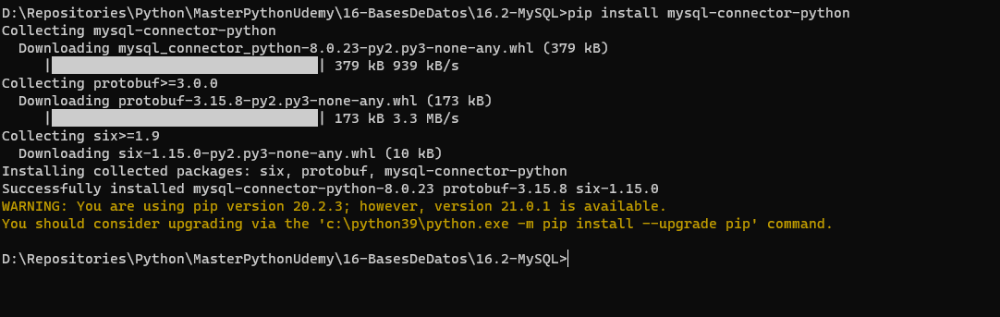 D:\Repositories\Python\MasterPythonUdemy\16-BasesDeDatos\16.2-MySQL>pip install mysql-connector-python
Collecting mysql-connector-python
  Downloading mysql_connector_python-8.0.23-py2.py3-none-any.whl (379 kB)
     |████████████████████████████████| 379 kB 939 kB/s
Collecting protobuf>=3.0.0
  Downloading protobuf-3.15.8-py2.py3-none-any.whl (173 kB)
     |████████████████████████████████| 173 kB 3.3 MB/s
Collecting six>=1.9
  Downloading six-1.15.0-py2.py3-none-any.whl (10 kB)
Installing collected packages: six, protobuf, mysql-connector-python
Successfully installed mysql-connector-python-8.0.23 protobuf-3.15.8 six-1.15.0
WARNING: You are using pip version 20.2.3; however, version 21.0.1 is available.
You should consider upgrading via the 'c:\python39\python.exe -m pip install --upgrade pip' command.
D:\Repositories\Python\MasterPythonUdemy\16-BasesDeDatos\16.2-MySQL>